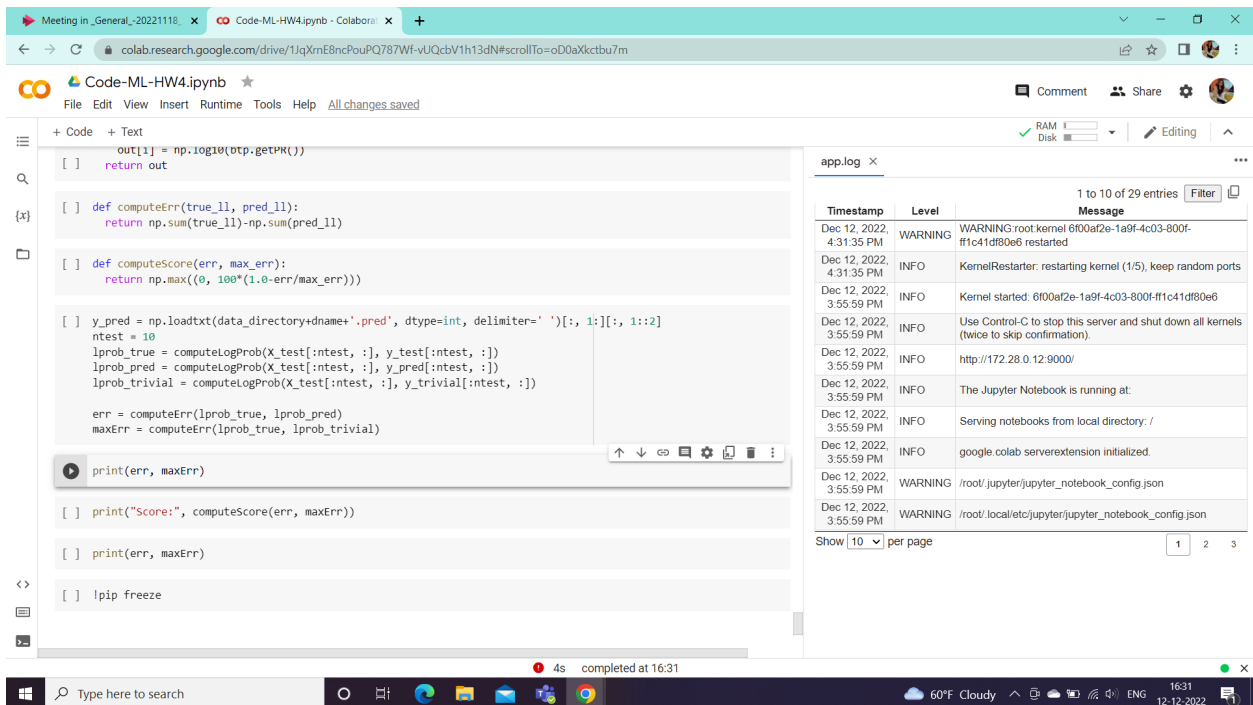 Meeting in _General_-20221118_
Code-ML-HW4.ipynb - Colaborat
colab.research.google.com/drive/1JqXrnE8ncPouPQ787Wf-vUQcbV1h13dN#scrollTo=oD0aXkctbu7m
CO
Code-ML-HW4.ipynb
Comment
Share
File Edit View Insert Runtime Tools Help All changes saved
+ Code + Text
RAM
Disk
Editing
out[i] = np.log10(btp.getPR())
[ ] return out
[ ] def computeErr(true_ll, pred_ll):
return np.sum(true_ll)-np.sum(pred_ll)
[ ] def computeScore(err, max_err):
return np.max((0, 100*(1.0-err/max_err)))
[ ] y_pred = np.loadtxt(data_directory+dname+'.pred', dtype=int, delimiter=' ')[:, 1:][:, 1::2]
ntest = 10
lprob_true = computeLogProb(X_test[:ntest, :], y_test[:ntest, :])
lprob_pred = computeLogProb(X_test[:ntest, :], y_pred[:ntest, :])
lprob_trivial = computeLogProb(X_test[:ntest, :], y_trivial[:ntest, :])
err = computeErr(lprob_true, lprob_pred)
maxErr = computeErr(lprob_true, lprob_trivial)
print(err, maxErr)
[ ] print("Score:", computeScore(err, maxErr))
[ ] print(err, maxErr)
[ ] !pip freeze
{x}
<>
app.log
1 to 10 of 29 entries Filter
Timestamp Level Message
Dec 12, 2022, 4:31:35 PM WARNING WARNING:root:kernel 6f00af2e-1a9f-4c03-800f-ff1c41df80e6 restarted
Dec 12, 2022, 4:31:35 PM INFO KernelRestarter: restarting kernel (1/5), keep random ports
Dec 12, 2022, 3:55:59 PM INFO Kernel started: 6f00af2e-1a9f-4c03-800f-ff1c41df80e6
Dec 12, 2022, 3:55:59 PM INFO Use Control-C to stop this server and shut down all kernels (twice to skip confirmation).
Dec 12, 2022, 3:55:59 PM INFO http://172.28.0.12:9000/
Dec 12, 2022, 3:55:59 PM INFO The Jupyter Notebook is running at:
Dec 12, 2022, 3:55:59 PM INFO Serving notebooks from local directory: /
Dec 12, 2022, 3:55:59 PM INFO google.colab serverextension initialized.
Dec 12, 2022, 3:55:59 PM WARNING /root/.jupyter/jupyter_notebook_config.json
Dec 12, 2022, 3:55:59 PM WARNING /root/.local/etc/jupyter/jupyter_notebook_config.json
Show 10 per page
1 2 3
4s completed at 16:31
Type here to search
60°F Cloudy
ENG
16:31
12-12-2022
1